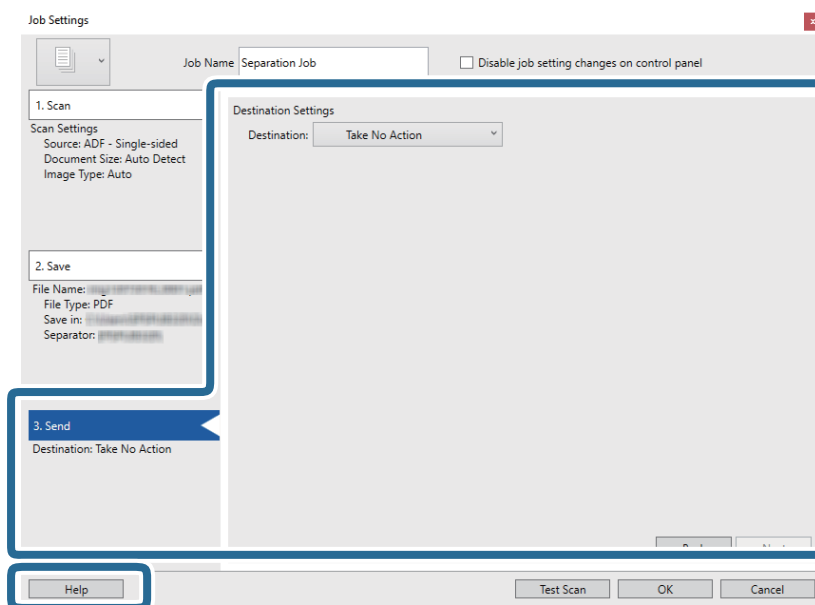 Job Settings
Job Name Separation Job
Disable job setting changes on control panel
1. Scan
Scan Settings
Source: ADF - Single-sided
Document Size: Auto Detect
Image Type: Auto
2. Save
File Name:
File Type: PDF
Save in:
Separator:
3. Send
Destination: Take No Action
Destination Settings
Destination: Take No Action
Help
Test Scan
OK
Cancel